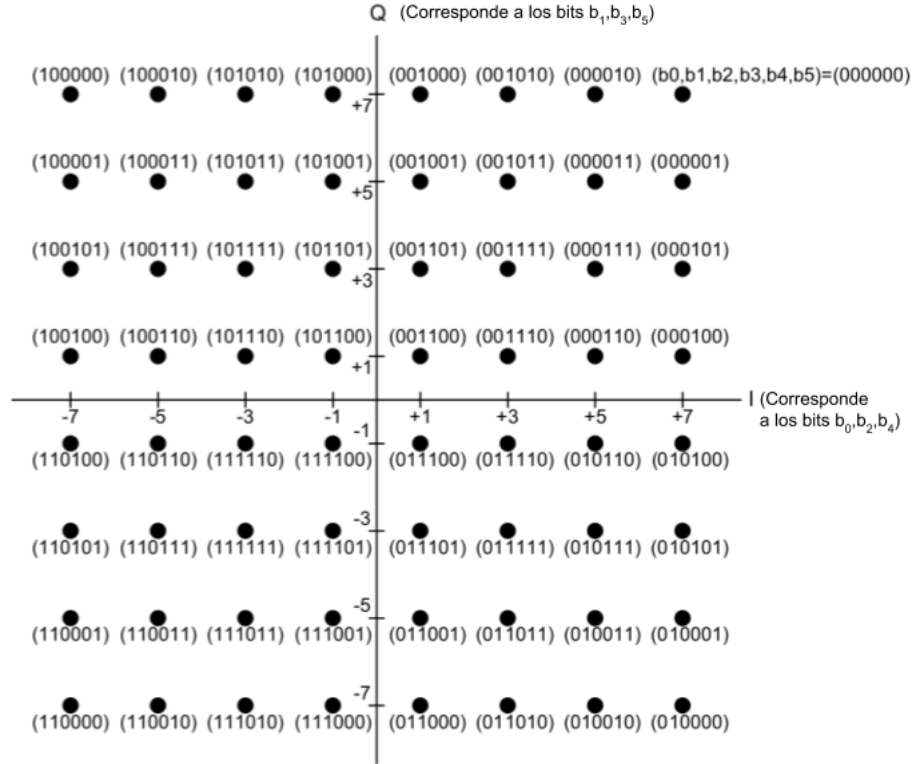 Q (Corresponde a los bits b₁,b₃,b₅)
(100000) (100010) (101010) (101000) (001000) (001010) (000010) (b0,b1,b2,b3,b4,b5)=(000000)
+7
(100001) (100011) (101011) (101001) (001001) (001011) (000011) (000001)
+5
(100101) (100111) (101111) (101101) (001101) (001111) (000111) (000101)
+3
(100100) (100110) (101110) (101100) (001100) (001110) (000110) (000100)
+1
I (Corresponde
a los bits b₀,b₂,b₄)
-7 -5 -3 -1 +1 +3 +5 +7
-1
(110100) (110110) (111110) (111100) (011100) (011110) (010110) (010100)
-3
(110101) (110111) (111111) (111101) (011101) (011111) (010111) (010101)
-5
(110001) (110011) (111011) (111001) (011001) (011011) (010011) (010001)
-7
(110000) (110010) (111010) (111000) (011000) (011010) (010010) (010000)